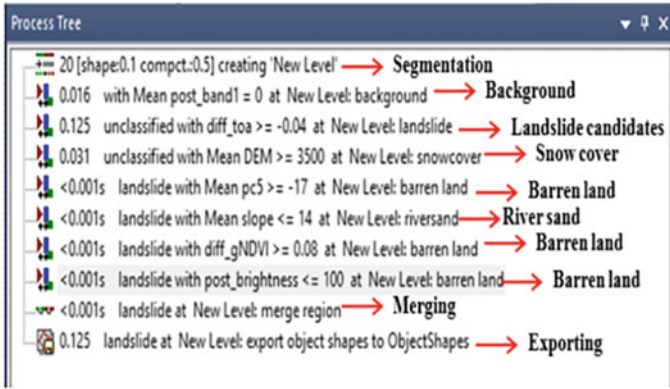 Process Tree
20 [shape:0.1 compct.:0.5] creating 'New Level' Segmentation
0.016 with Mean post_band1 = 0 at New Level: background Background
0.125 unclassified with diff_toa >= -0.04 at New Level: landslide Landslide candidates
0.031 unclassified with Mean DEM >= 3500 at New Level: snowcover Snow cover
<0.001s landslide with Mean pc5 >= -17 at New Level: barren land Barren land
<0.001s landslide with Mean slope <= 14 at New Level: riversand River sand
<0.001s landslide with diff_gNDVI >= 0.08 at New Level: barren land Barren land
<0.001s landslide with post_brightness <= 100 at New Level: barren land Barren land
<0.001s landslide at New Level: merge region Merging
0.125 landslide at New Level: export object shapes to ObjectShapes Exporting